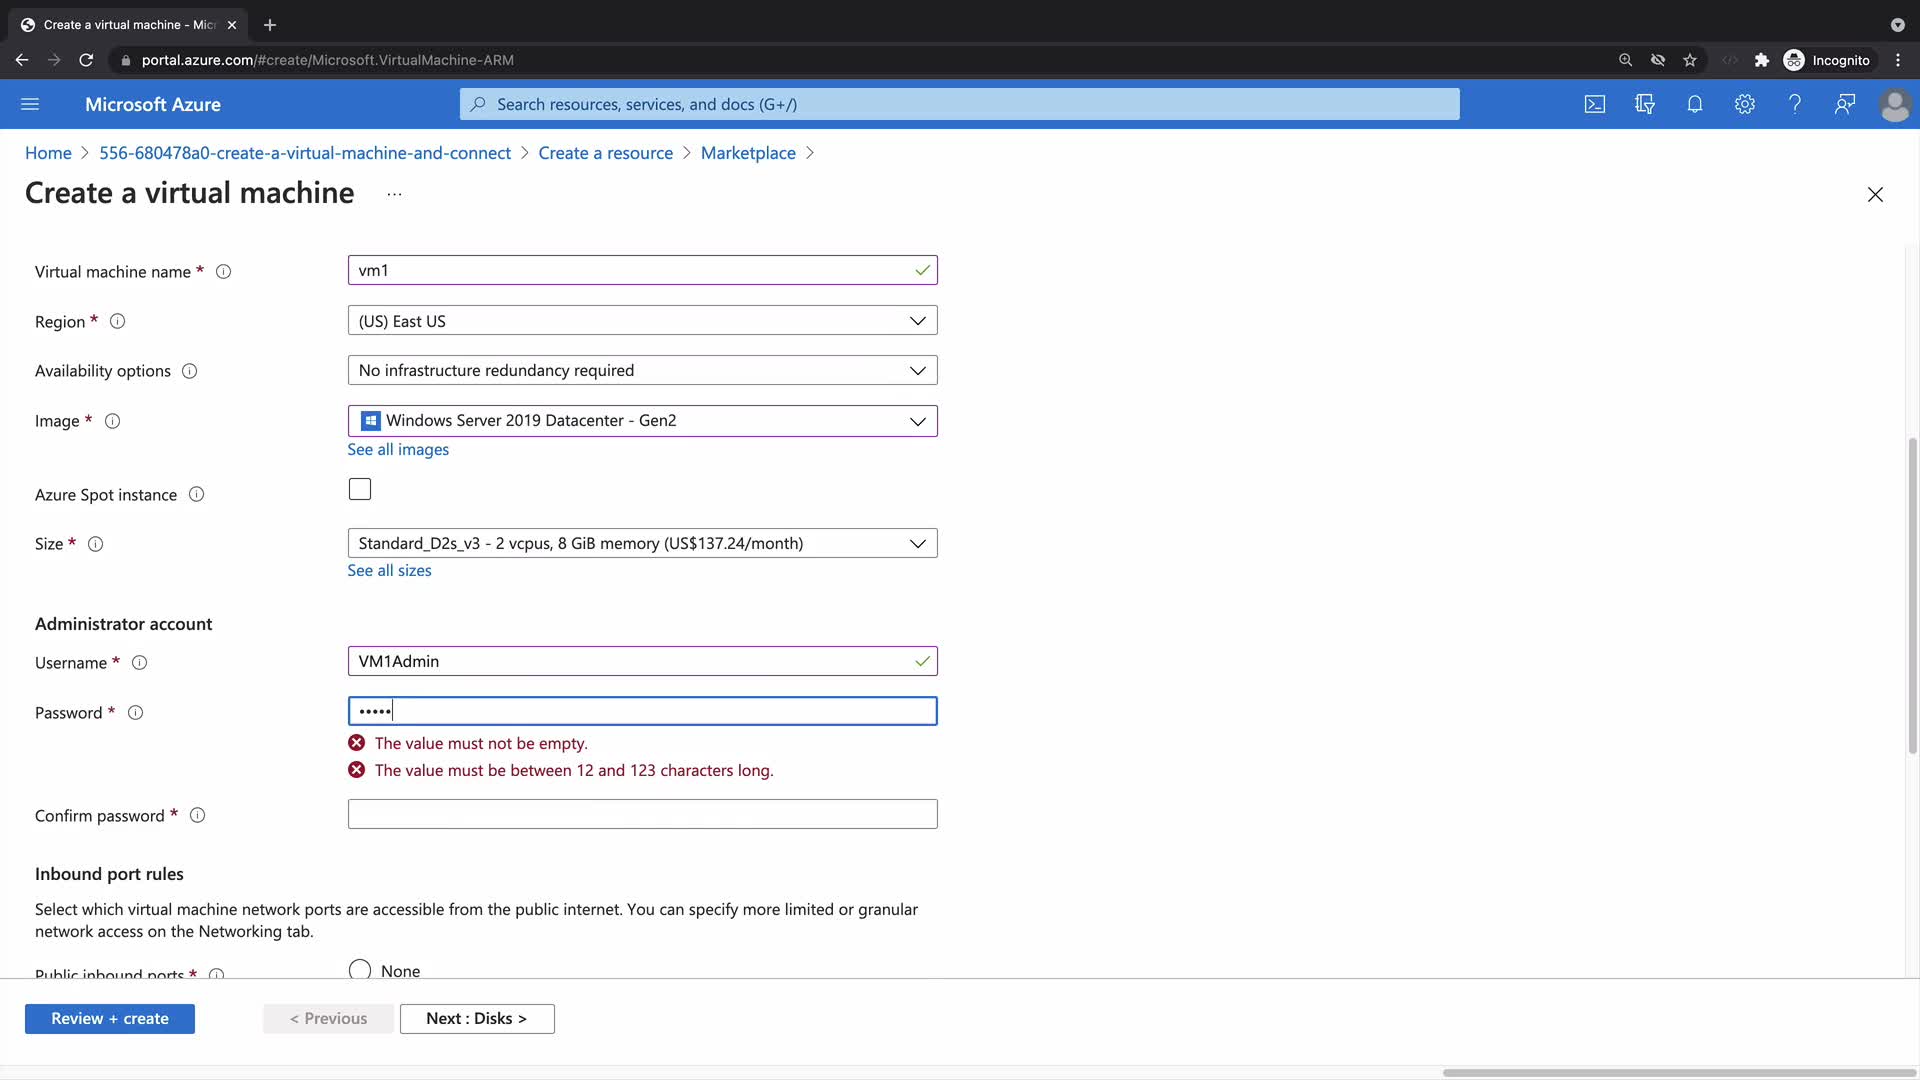 Create a virtual machine - Micr
portal.azure.com/#create/Microsoft.VirtualMachine-ARM
Incognito
Microsoft Azure
Search resources, services, and docs (G+/)
Home > 556-680478a0-create-a-virtual-machine-and-connect > Create a resource > Marketplace >
Create a virtual machine ...
Virtual machine name *
vm1
Region *
(US) East US
Availability options
No infrastructure redundancy required
Image *
Windows Server 2019 Datacenter - Gen2
See all images
Azure Spot instance
Size *
Standard_D2s_v3 - 2 vcpus, 8 GiB memory (US$137.24/month)
See all sizes
Administrator account
Username *
VM1Admin
Password *
•••••
The value must not be empty.
The value must be between 12 and 123 characters long.
Confirm password *
Inbound port rules
Select which virtual machine network ports are accessible from the public internet. You can specify more limited or granular
network access on the Networking tab.
Public inbound ports *
None
Review + create
< Previous
Next : Disks >